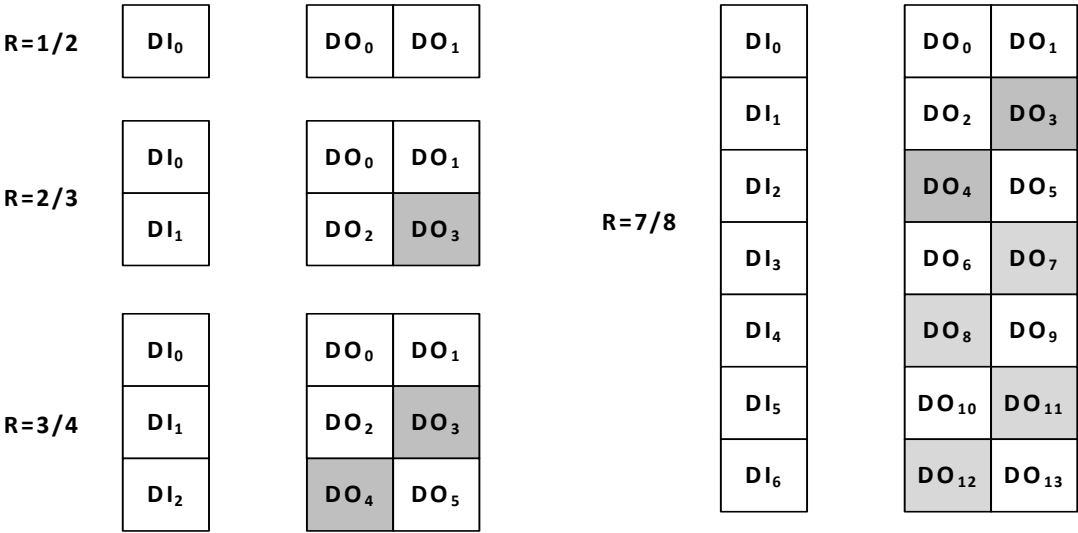 R=1/2 DI₀ DO₀ DO₁
R=2/3 DI₀ DO₀ DO₁
DI₁ DO₂ DO₃
R=3/4 DI₀ DO₀ DO₁
DI₁ DO₂ DO₃
DI₂ DO₄ DO₅
R=7/8 DI₀ DO₀ DO₁
DI₁ DO₂ DO₃
DI₂ DO₄ DO₅
DI₃ DO₆ DO₇
DI₄ DO₈ DO₉
DI₅ DO₁₀ DO₁₁
DI₆ DO₁₂ DO₁₃